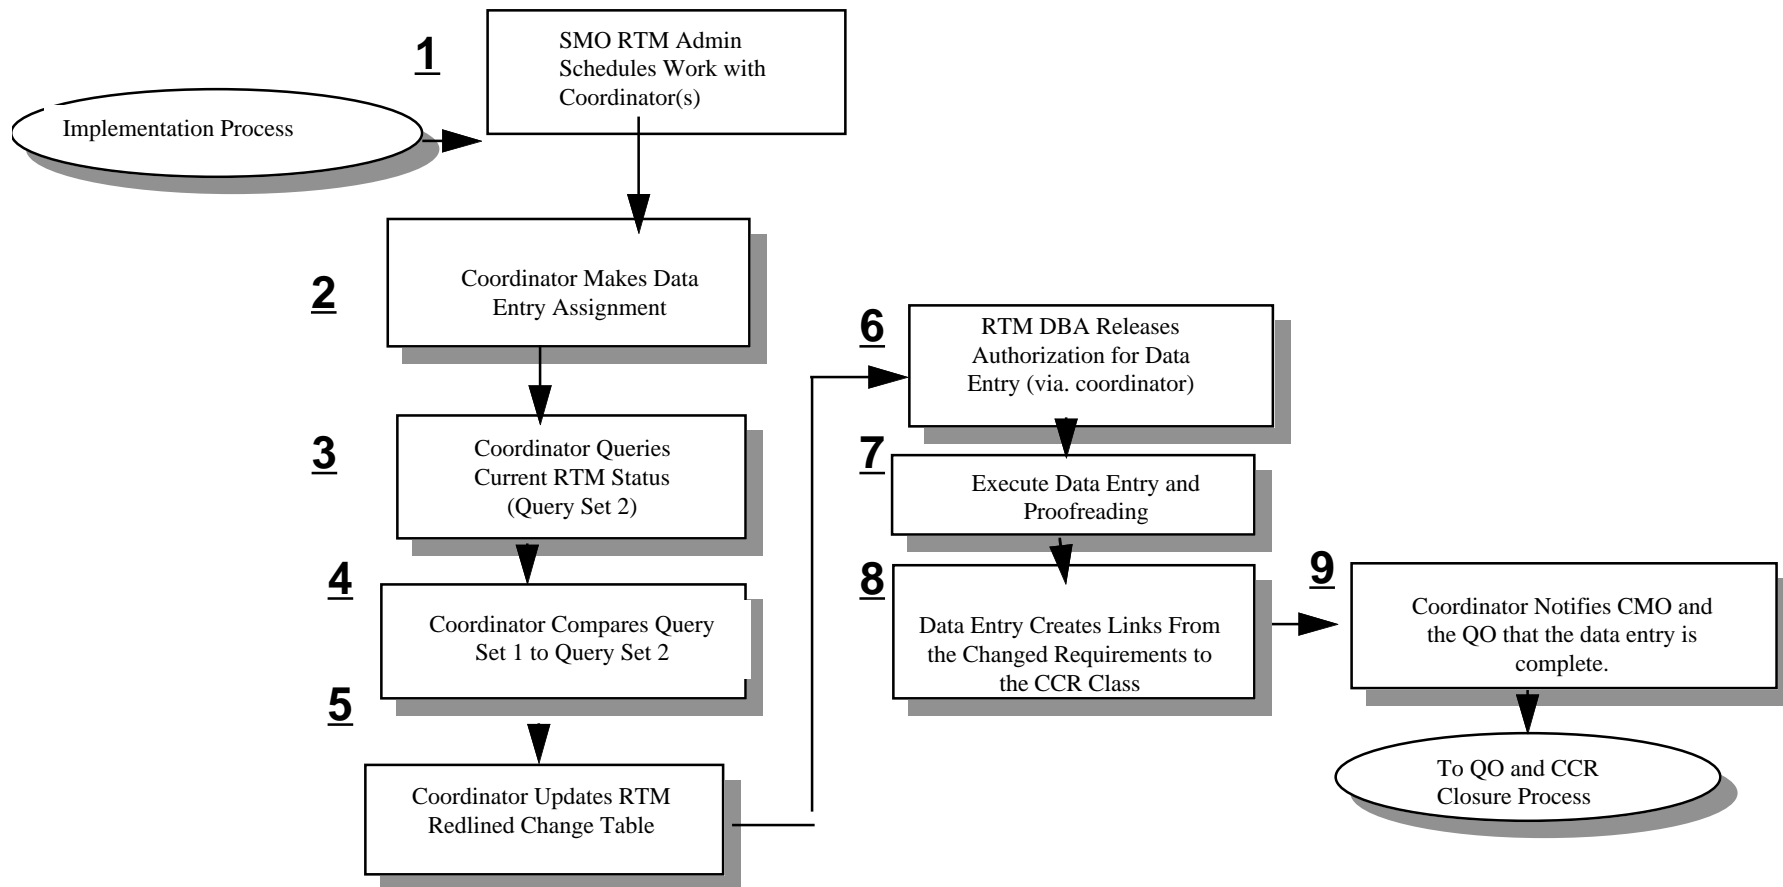 1
SMO RTM Admin
Schedules Work with
Coordinator(s)
Implementation Process
2
Coordinator Makes Data
Entry Assignment
3
Coordinator Queries
Current RTM Status
(Query Set 2)
4
Coordinator Compares Query
Set 1 to Query Set 2
5
Coordinator Updates RTM
Redlined Change Table
6
RTM DBA Releases
Authorization for Data
Entry (via. coordinator)
7
Execute Data Entry and
Proofreading
8
Data Entry Creates Links From
the Changed Requirements to
the CCR Class
9
Coordinator Notifies CMO and
the QO that the data entry is
complete.
To QO and CCR
Closure Process